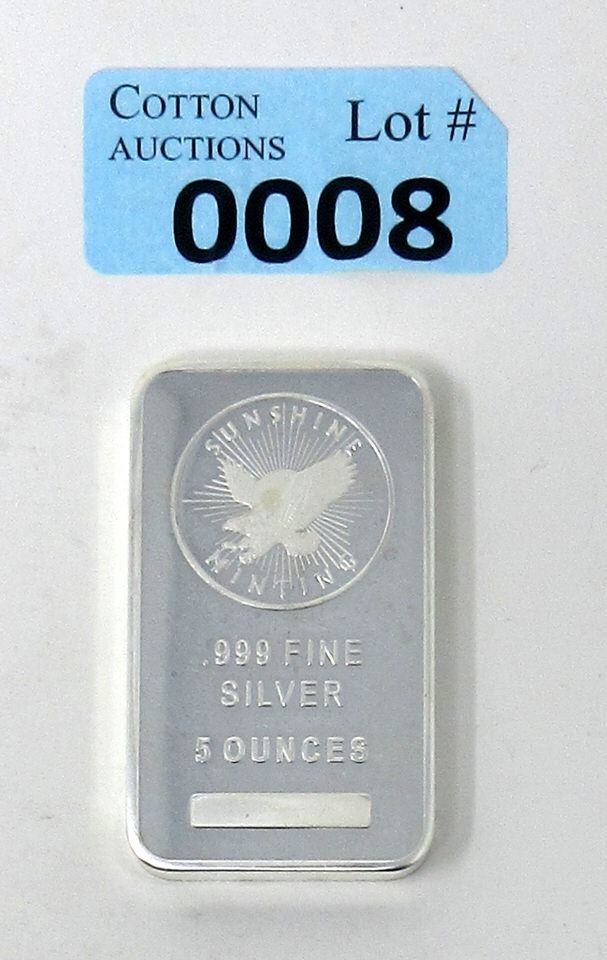 COTTON
AUCTIONS
Lot #
0008
SUNSHINE
MINTING
.999 FINE
SILVER
5 OUNCES